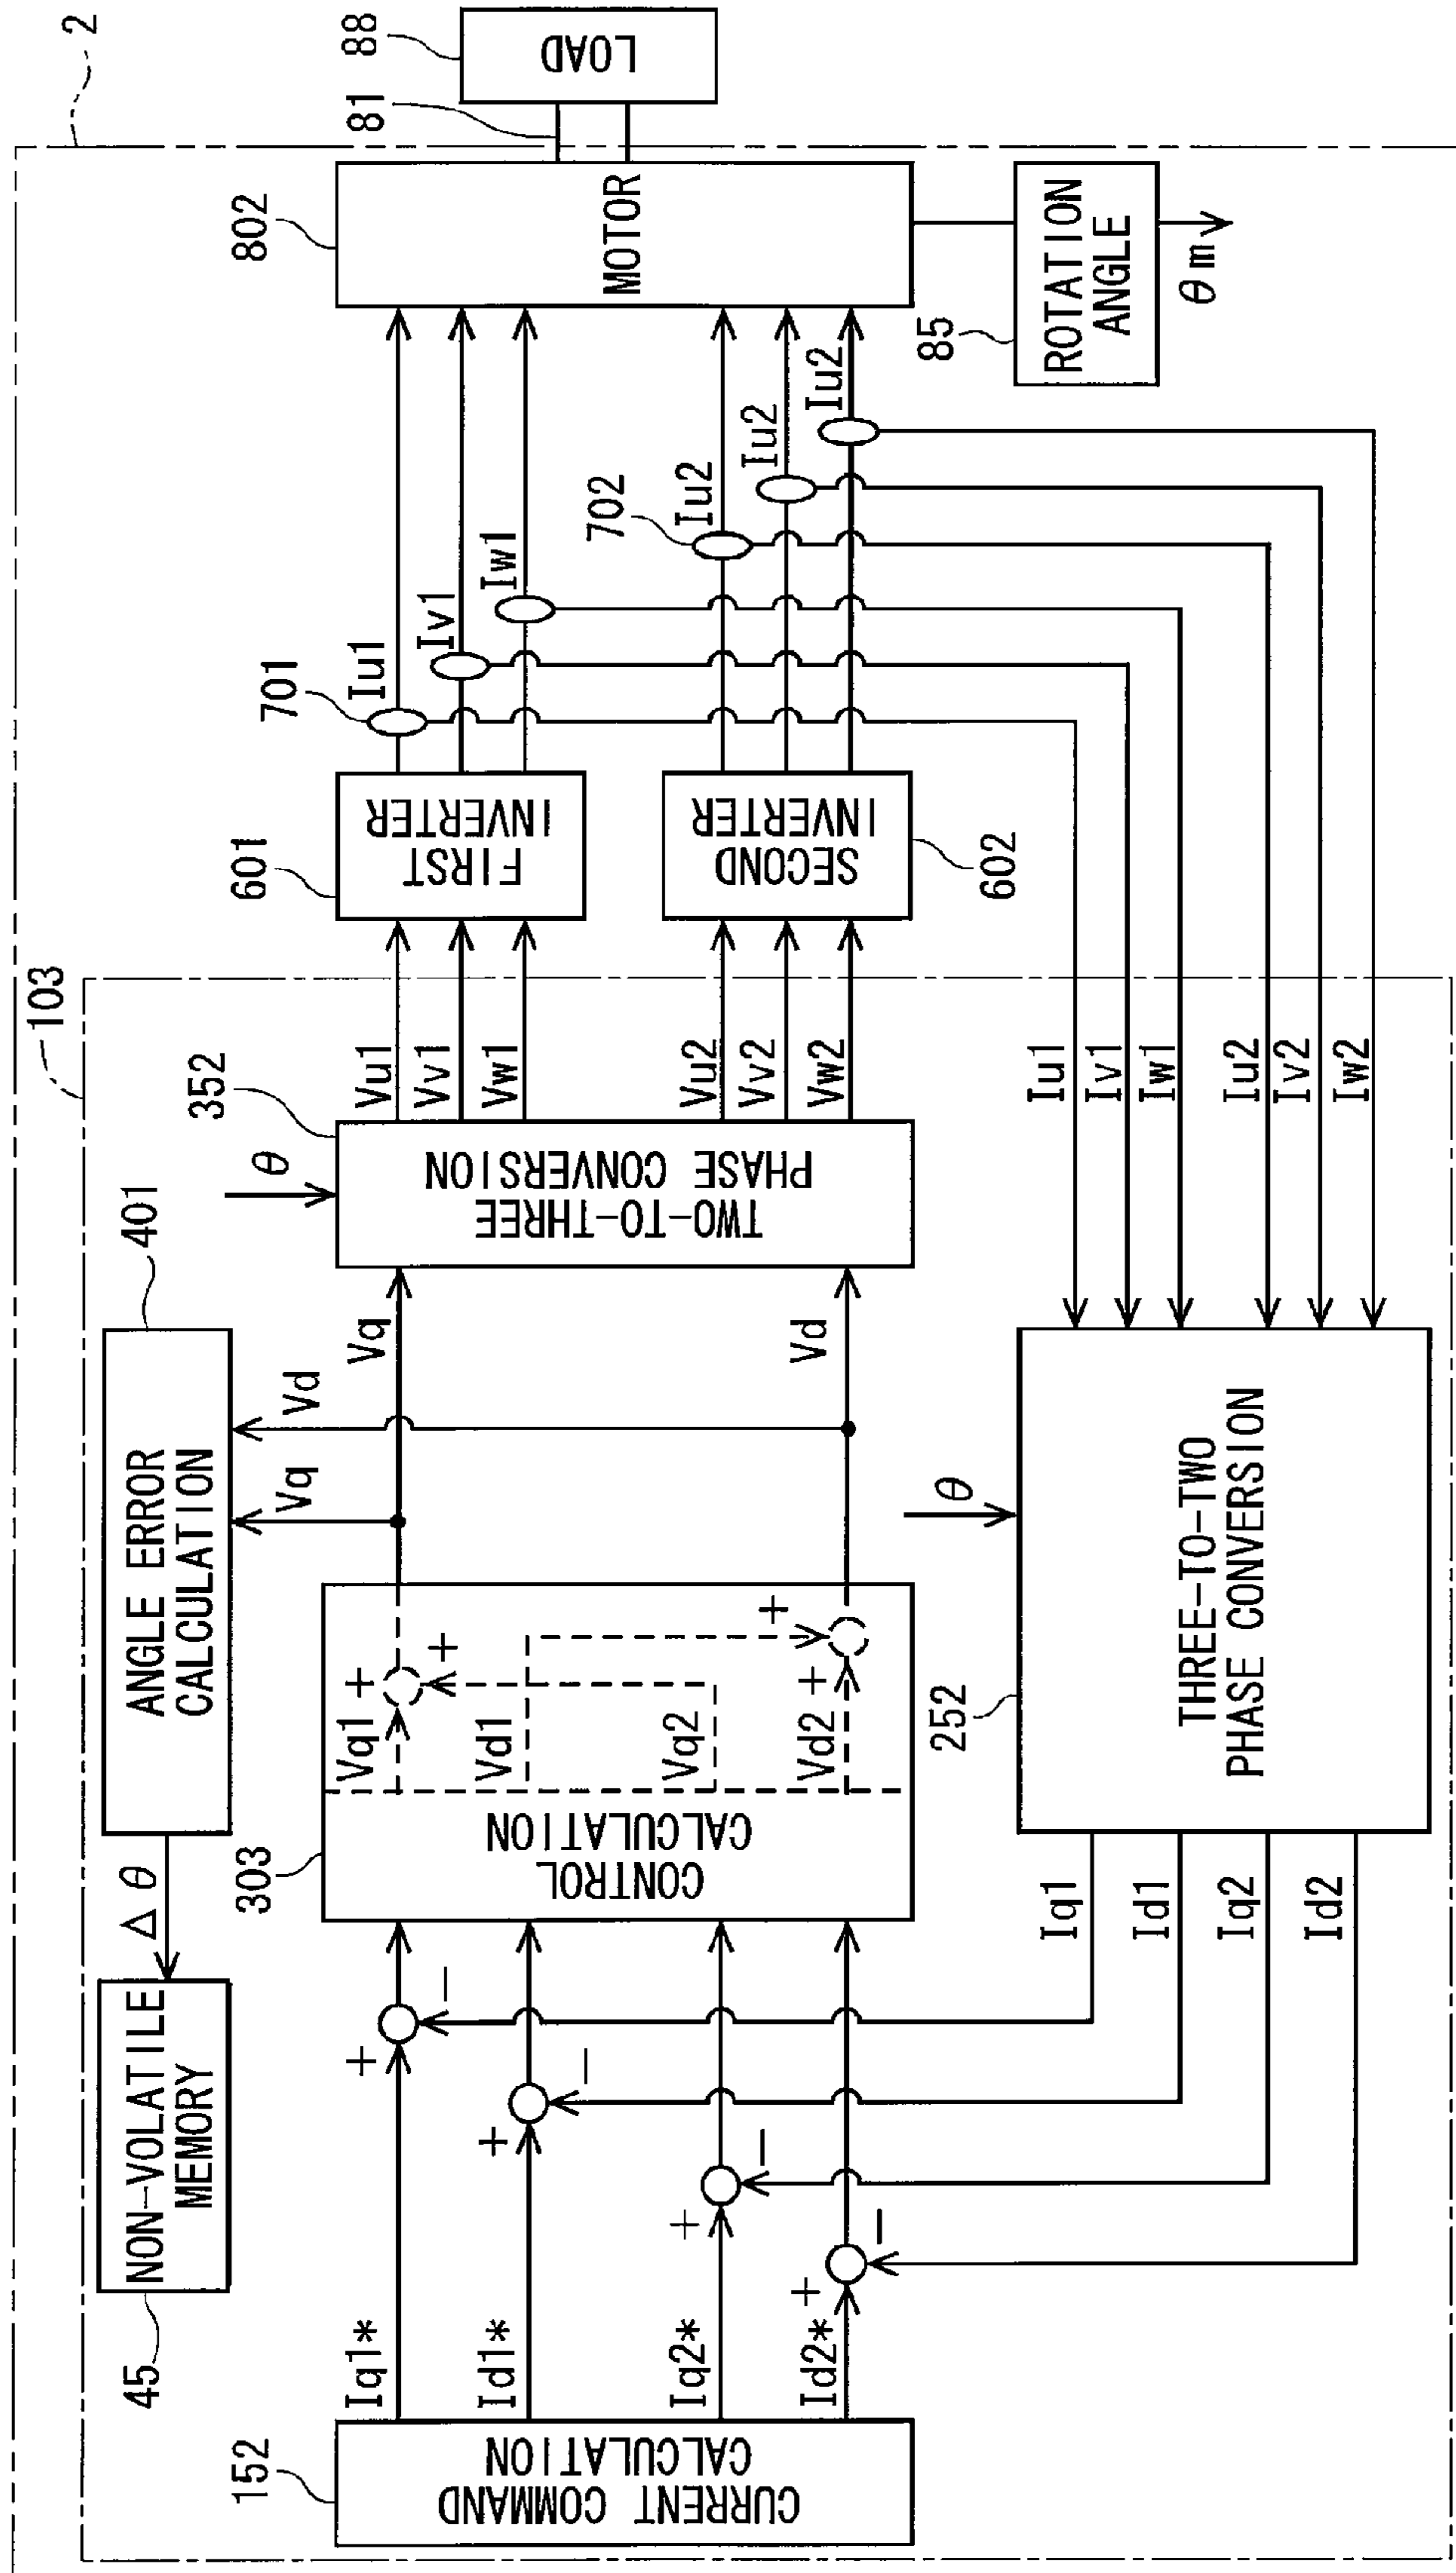 103
2
45
NON-VOLATILE
MEMORY
Δθ
401
ANGLE ERROR
CALCULATION
Vq
Vd
152
CURRENT COMMAND
CALCULATION
Iq1*
Id1*
Iq2*
Id2*
+
−
+
−
+
−
+
−
303
CONTROL
CALCULATION
Vq1
Vd1
Vq2
Vd2
+
+
+
+
Vq
Vd
θ
352
TWO-TO-THREE
PHASE CONVERSION
Vu1
Vv1
Vw1
Vu2
Vv2
Vw2
601
FIRST
INVERTER
SECOND
INVERTER
602
701
Iu1
Iv1
Iw1
702
Iu2
Iu2
Iu2
802
MOTOR
81
88
LOAD
85
ROTATION
ANGLE
θm
252
θ
THREE-TO-TWO
PHASE CONVERSION
Iq1
Id1
Iq2
Id2
Iu1
Iv1
Iw1
Iu2
Iv2
Iw2